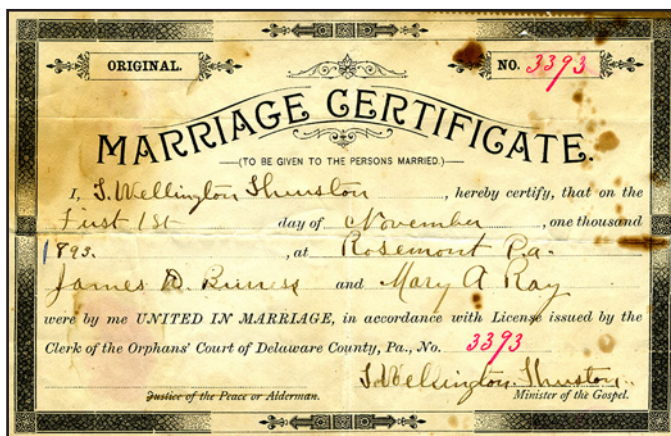 ORIGINAL.
NO. 3393
MARRIAGE CERTIFICATE.
(TO BE GIVEN TO THE PERSONS MARRIED.)
I, T. Wellington Thurston, hereby certify, that on the
First 1st day of November, one thousand
1893., at Rosemont Pa.
James D. and Mary A Ray
were by me UNITED IN MARRIAGE, in accordance with License issued by the
Clerk of the Orphans' Court of Delaware County, Pa., No. 3393
T. Wellington Thurston.
Justice of the Peace or Alderman. Minister of the Gospel.